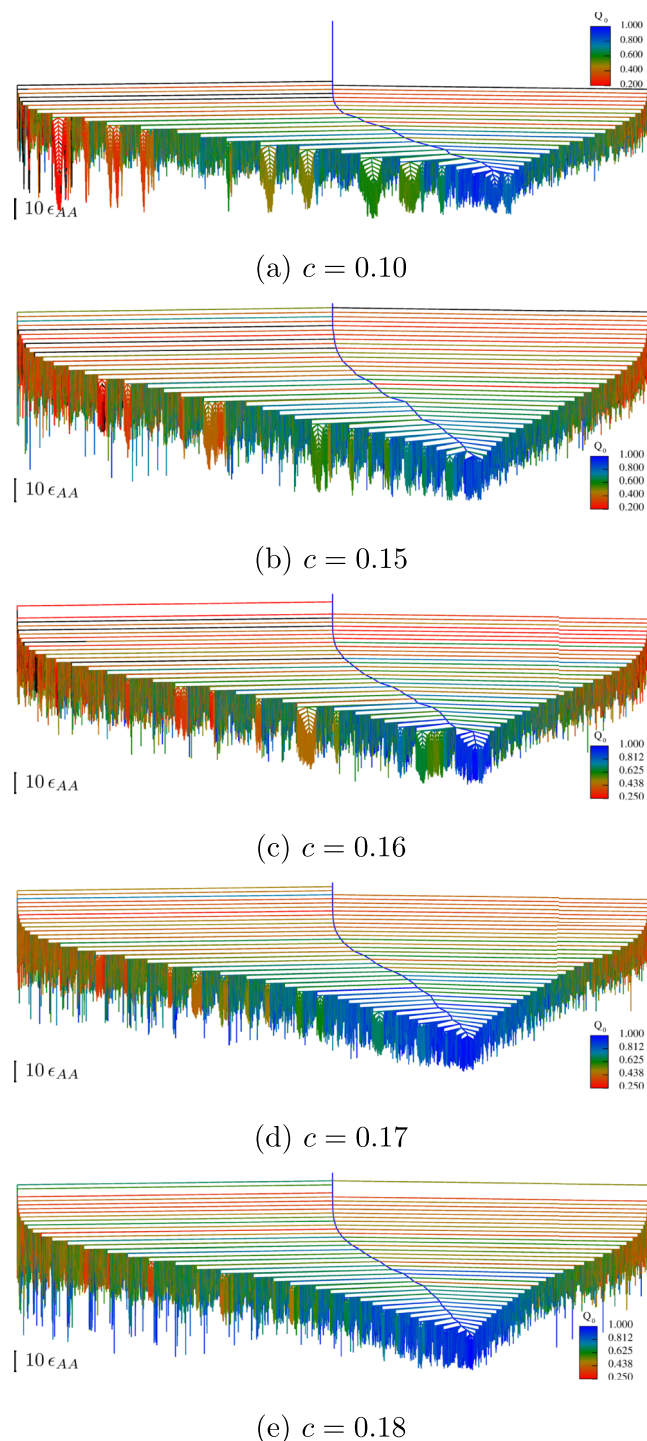 Q₀
1.000
0.800
0.600
0.400
0.200
10 ϵ_AA
(a) c = 0.10
Q₀
1.000
0.800
0.600
0.400
0.200
10 ϵ_AA
(b) c = 0.15
Q₀
1.000
0.812
0.625
0.438
0.250
10 ϵ_AA
(c) c = 0.16
Q₀
1.000
0.812
0.625
0.438
0.250
10 ϵ_AA
(d) c = 0.17
Q₀
1.000
0.812
0.625
0.438
0.250
10 ϵ_AA
(e) c = 0.18